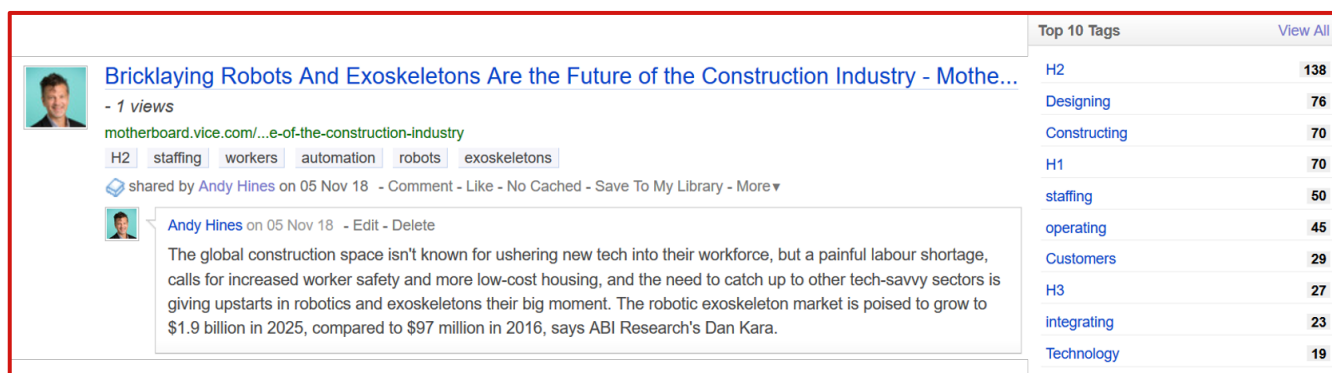 Bricklaying Robots And Exoskeletons Are the Future of the Construction Industry - Mothe...
- 1 views
motherboard.vice.com/...e-of-the-construction-industry
H2 staffing workers automation robots exoskeletons
shared by Andy Hines on 05 Nov 18 - Comment - Like - No Cached - Save To My Library - More▼
Andy Hines on 05 Nov 18 - Edit - Delete
The global construction space isn't known for ushering new tech into their workforce, but a painful labour shortage,
calls for increased worker safety and more low-cost housing, and the need to catch up to other tech-savvy sectors is
giving upstarts in robotics and exoskeletons their big moment. The robotic exoskeleton market is poised to grow to
$1.9 billion in 2025, compared to $97 million in 2016, says ABI Research's Dan Kara.
Top 10 Tags View All
H2 138
Designing 76
Constructing 70
H1 70
staffing 50
operating 45
Customers 29
H3 27
integrating 23
Technology 19